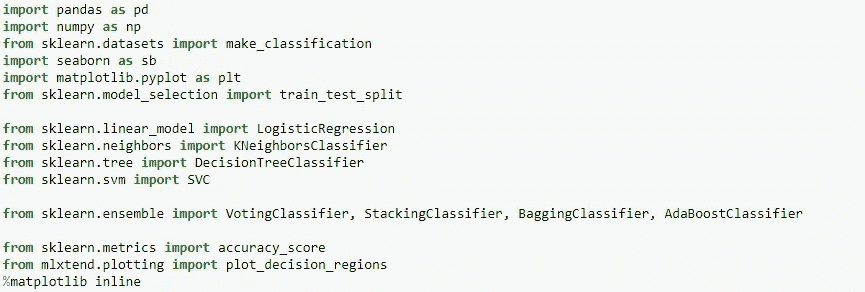 import pandas as pd
import numpy as np
from sklearn.datasets import make_classification
import seaborn as sb
import matplotlib.pyplot as plt
from sklearn.model_selection import train_test_split
from sklearn.linear_model import LogisticRegression
from sklearn.neighbors import KNeighborsClassifier
from sklearn.tree import DecisionTreeClassifier
from sklearn.svm import SVC
from sklearn.ensemble import VotingClassifier, StackingClassifier, BaggingClassifier, AdaBoostClassifier
from sklearn.metrics import accuracy_score
from mlxtend.plotting import plot_decision_regions
%matplotlib inline